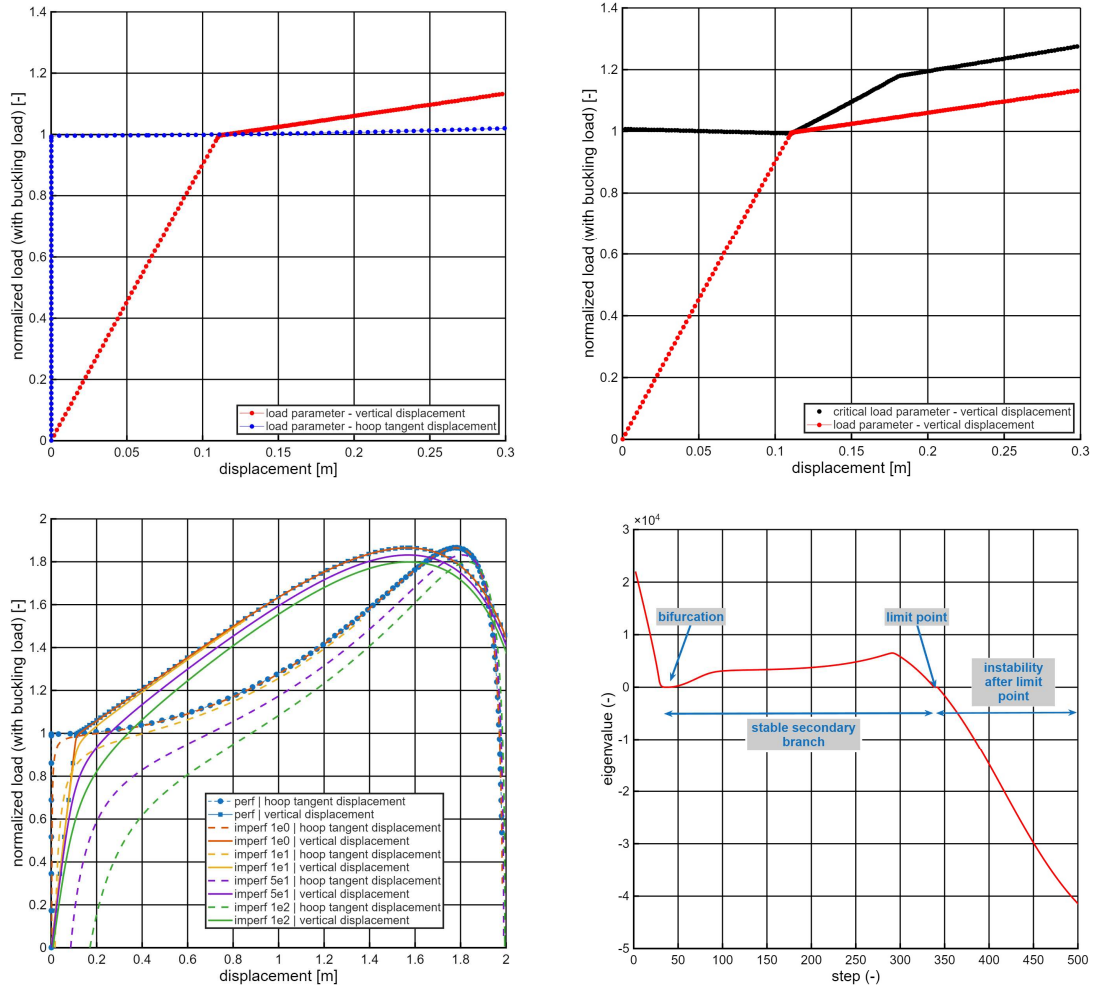 1.4
1.2
1
0.8
0.6
0.4
0.2
0
normalized load (with buckling load) [-]
load parameter - vertical displacement
load parameter - hoop tangent displacement
0 0.05 0.1 0.15 0.2 0.25 0.3
displacement [m]
1.4
1.2
1
0.8
0.6
0.4
0.2
0
normalized load (with buckling load) [-]
critical load parameter - vertical displacement
load parameter - vertical displacement
0 0.05 0.1 0.15 0.2 0.25 0.3
displacement [m]
2
1.8
1.6
1.4
1.2
1
0.8
0.6
0.4
0.2
0
normalized load (with buckling load) [-]
perf | hoop tangent displacement
perf | vertical displacement
imperf 1e0 | hoop tangent displacement
imperf 1e0 | vertical displacement
imperf 1e1 | hoop tangent displacement
imperf 1e1 | vertical displacement
imperf 5e1 | hoop tangent displacement
imperf 5e1 | vertical displacement
imperf 1e2 | hoop tangent displacement
imperf 1e2 | vertical displacement
0 0.2 0.4 0.6 0.8 1 1.2 1.4 1.6 1.8 2
displacement [m]
×10⁴
3
2
1
0
-1
-2
-3
-4
-5
eigenvalue (-)
bifurcation
limit point
instability
after limit
point
stable secondary
branch
0 50 100 150 200 250 300 350 400 450 500
step (-)